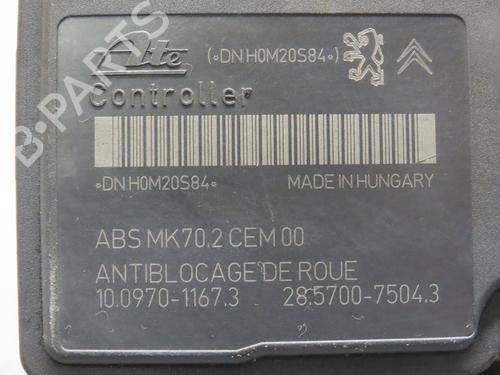 Ate (*DN H0M20S84*)
Controller
*DN H0M20S84* MADE IN HUNGARY
ABS MK70.2 CEM 00
ANTIBLOCAGE DE ROUE
10.0970-1167.3 28.5700-7504.3
B-PARTS